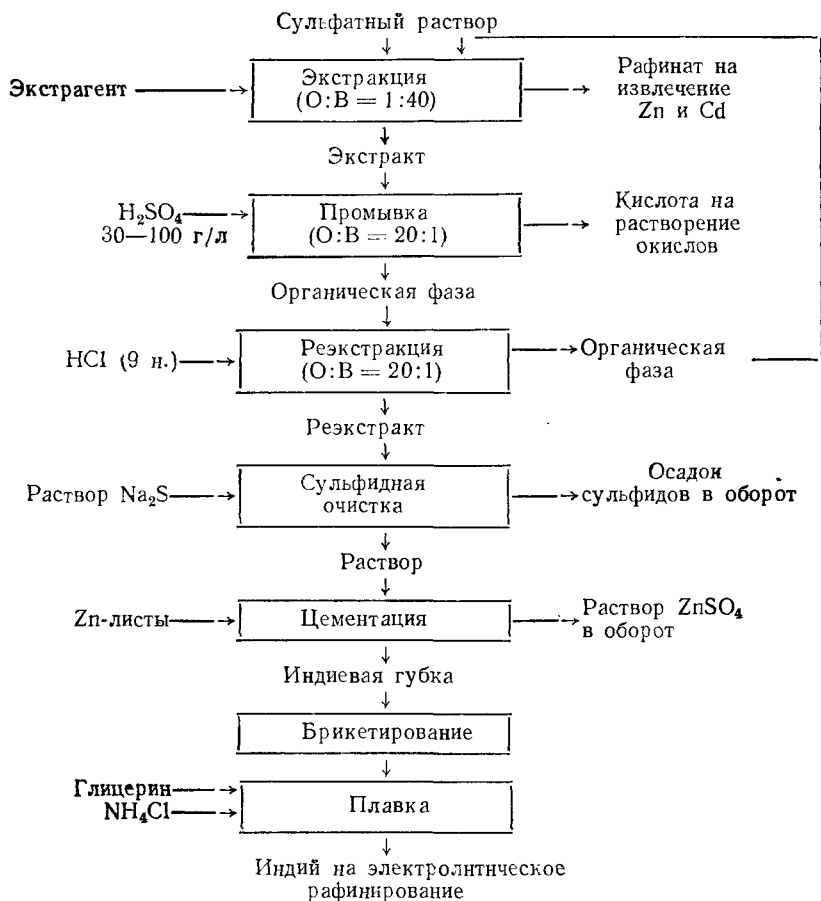 Сульфатный раствор
Экстрагент
Экстракция
(О:В = 1:40)
Рафинат на
извлечение
Zn и Cd
Экстракт
H₂SO₄
30—100 г/л
Промывка
(О:В = 20:1)
Кислота на
растворение
окислов
Органическая фаза
HCl (9 н.)
Реэкстракция
(О:В = 20:1)
Органическая
фаза
Реэкстракт
Раствор Na₂S
Сульфидная
очистка
Осадок
сульфидов в оборот
Раствор
Zn-листы
Цементация
Раствор ZnSO₄
в оборот
Индиевая губка
Брикетирование
Глицерин
NH₄Cl
Плавка
Индий на электролитическое
рафинирование